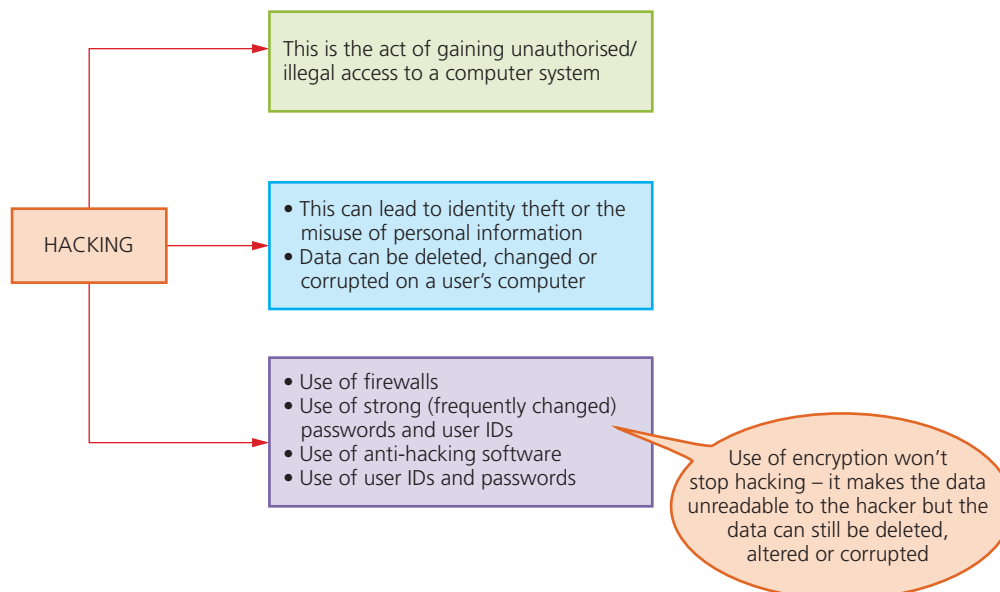 This is the act of gaining unauthorised/
illegal access to a computer system
HACKING
• This can lead to identity theft or the
misuse of personal information
• Data can be deleted, changed or
corrupted on a user’s computer
• Use of firewalls
• Use of strong (frequently changed)
passwords and user IDs
• Use of anti-hacking software
• Use of user IDs and passwords
Use of encryption won’t
stop hacking – it makes the data
unreadable to the hacker but the
data can still be deleted,
altered or corrupted